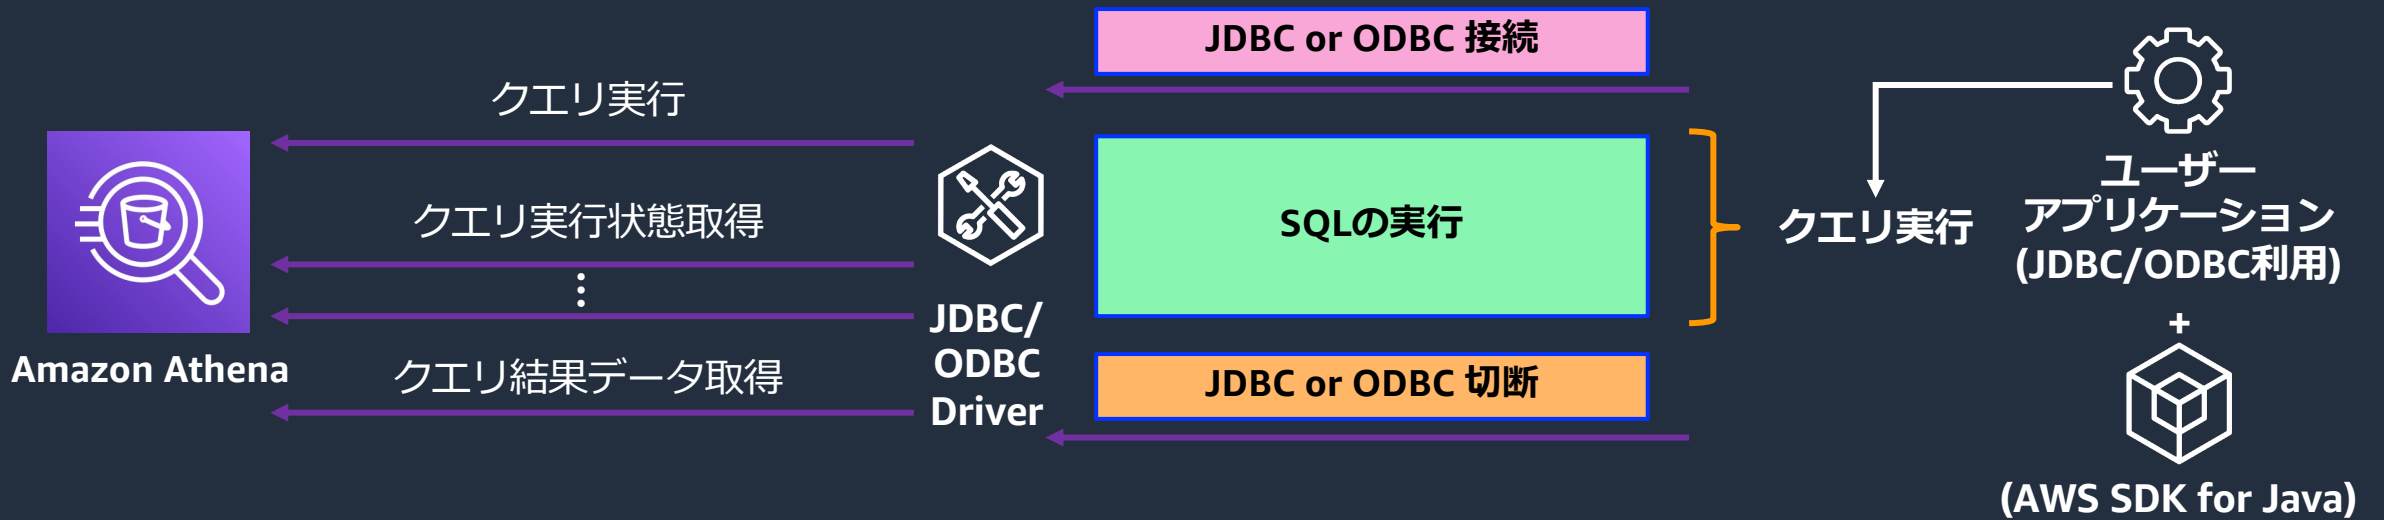 JDBC or ODBC 接続
クエリ実行
クエリ実行状態取得
⋮
クエリ結果データ取得
Amazon Athena
JDBC/
ODBC
Driver
SQLの実行
JDBC or ODBC 切断
クエリ実行
ユーザー
アプリケーション
(JDBC/ODBC利用)
+
(AWS SDK for Java)